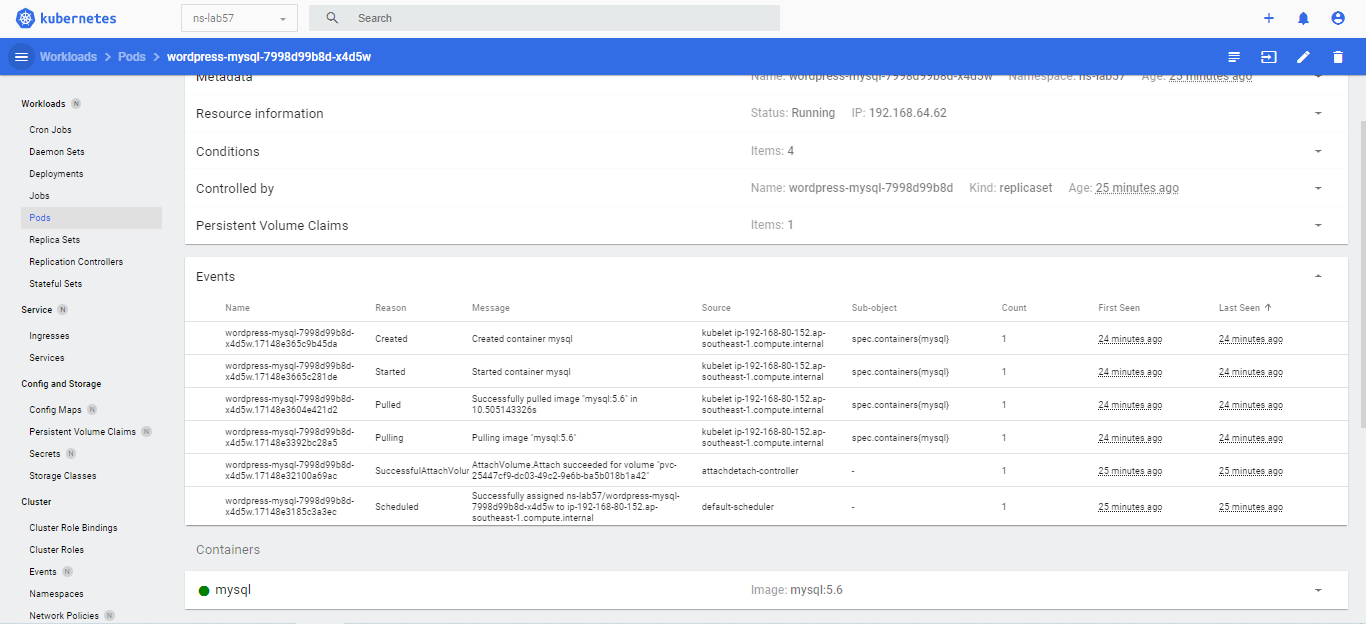 kubernetes
ns-lab57
Search
Workloads > Pods > wordpress-mysql-7998d99b8d-x4d5w
Workloads N
Cron Jobs
Daemon Sets
Deployments
Jobs
Pods
Replica Sets
Replication Controllers
Stateful Sets
Service N
Ingresses
Services
Config and Storage
Config Maps N
Persistent Volume Claims N
Secrets N
Storage Classes
Cluster
Cluster Role Bindings
Cluster Roles
Events N
Namespaces
Network Policies N
Metadata Name: wordpress-mysql-7998d99b8d-x4d5w Namespace: ns-lab57 Age: 25 minutes ago
Resource information Status: Running IP: 192.168.64.62
Conditions Items: 4
Controlled by Name: wordpress-mysql-7998d99b8d Kind: replicaset Age: 25 minutes ago
Persistent Volume Claims Items: 1
Events
Name Reason Message Source Sub-object Count First Seen Last Seen
wordpress-mysql-7998d99b8d- kubelet ip-192-168-80-152.ap-
x4d5w.17148e365c9b45da Created Created container mysql southeast-1.compute.internal spec.containers{mysql} 1 24 minutes ago 24 minutes ago
wordpress-mysql-7998d99b8d- kubelet ip-192-168-80-152.ap-
x4d5w.17148e3665c281de Started Started container mysql southeast-1.compute.internal spec.containers{mysql} 1 24 minutes ago 24 minutes ago
wordpress-mysql-7998d99b8d- Successfully pulled image "mysql:5.6" in kubelet ip-192-168-80-152.ap-
x4d5w.17148e3604e421d2 Pulled 10.505143326s southeast-1.compute.internal spec.containers{mysql} 1 24 minutes ago 24 minutes ago
wordpress-mysql-7998d99b8d- kubelet ip-192-168-80-152.ap-
x4d5w.17148e3392bc28a5 Pulling Pulling image "mysql:5.6" southeast-1.compute.internal spec.containers{mysql} 1 24 minutes ago 24 minutes ago
wordpress-mysql-7998d99b8d- AttachVolume.Attach succeeded for volume "pvc-
x4d5w.17148e32100a69ac SuccessfulAttachVolur 25447cf9-dc03-49c2-9e6b-ba5b018b1a42" attachdetach-controller - 1 25 minutes ago 25 minutes ago
wordpress-mysql-7998d99b8d- Successfully assigned ns-lab57/wordpress-mysql-
x4d5w.17148e3185c3a3ec Scheduled 7998d99b8d-x4d5w to ip-192-168-80-152.ap- default-scheduler - 1 25 minutes ago 25 minutes ago
southeast-1.compute.internal
Containers
mysql Image: mysql:5.6